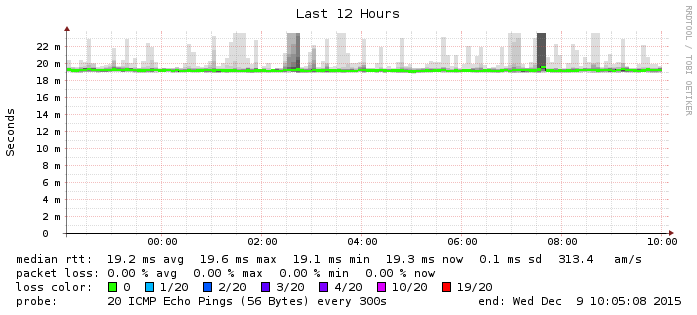 Last 12 Hours
RRDTOOL / TOBI OETIKER
Seconds
22 m
20 m
18 m
16 m
14 m
12 m
10 m
8 m
6 m
4 m
2 m
0
00:00 02:00 04:00 06:00 08:00 10:00
median rtt: 19.2 ms avg 19.6 ms max 19.1 ms min 19.3 ms now 0.1 ms sd 313.4 am/s
packet loss: 0.00 % avg 0.00 % max 0.00 % min 0.00 % now
loss color: 0 1/20 2/20 3/20 4/20 10/20 19/20
probe: 20 ICMP Echo Pings (56 Bytes) every 300s end: Wed Dec 9 10:05:08 2015